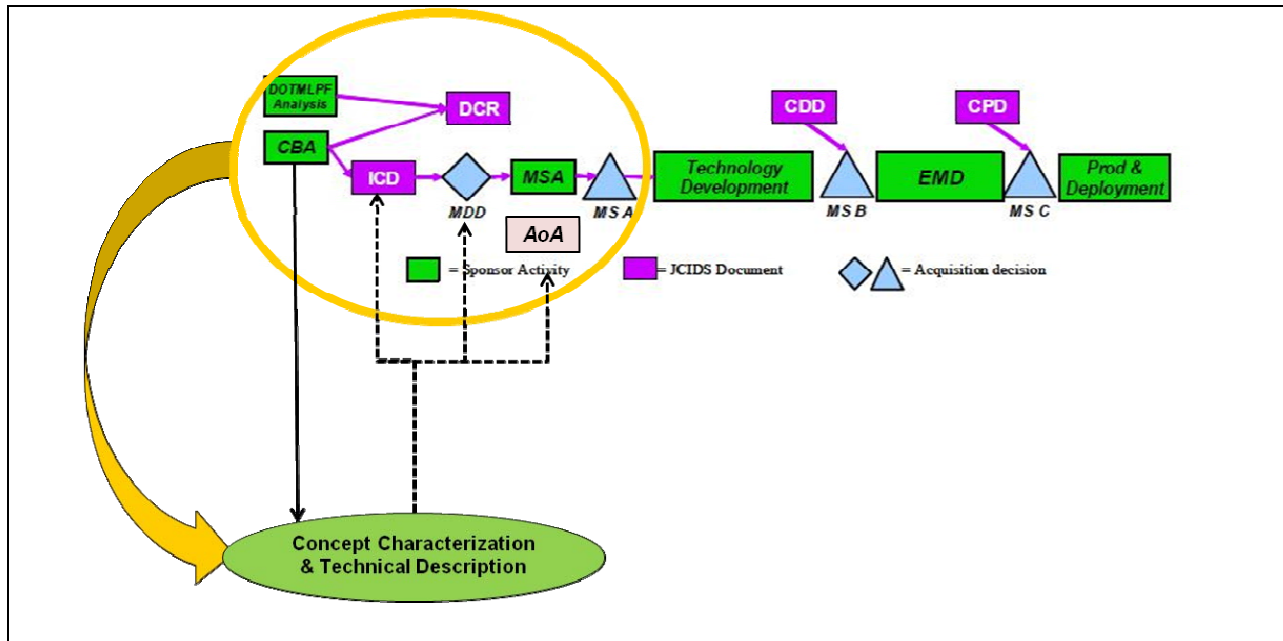 DOTMLPF
Analysis
DCR
CBA
ICD
MDD
MSA
MS A
AoA
CDD
CPD
Technology
Development
MS B
EMD
MS C
Prod &
Deployment
= Sponsor Activity
= JCIDS Document
= Acquisition decision
Concept Characterization
& Technical Description